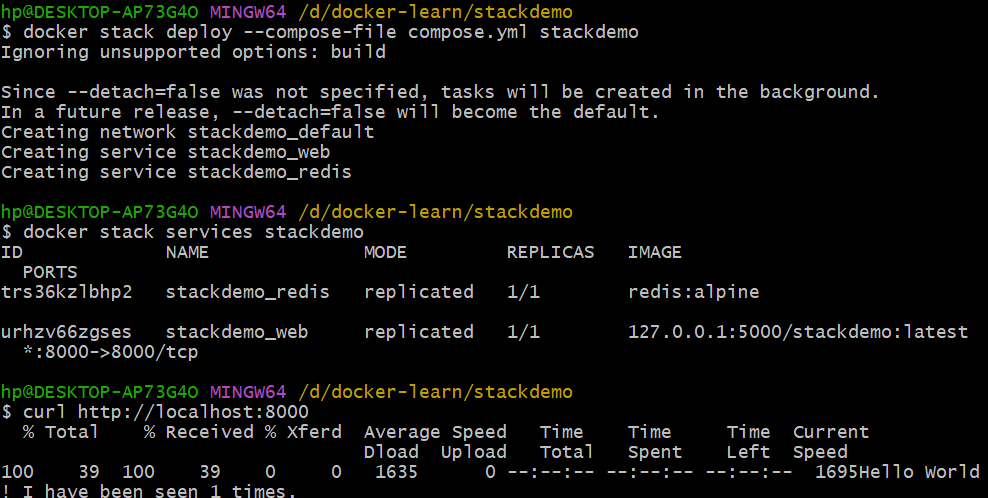 hp@DESKTOP-AP73G4O MINGW64 /d/docker-learn/stackdemo
$ docker stack deploy --compose-file compose.yml stackdemo
Ignoring unsupported options: build

Since --detach=false was not specified, tasks will be created in the background.
In a future release, --detach=false will become the default.
Creating network stackdemo_default
Creating service stackdemo_web
Creating service stackdemo_redis

hp@DESKTOP-AP73G4O MINGW64 /d/docker-learn/stackdemo
$ docker stack services stackdemo
ID             NAME              MODE         REPLICAS   IMAGE
  PORTS
trs36kzlbhp2   stackdemo_redis   replicated   1/1        redis:alpine

urhzv66zgses   stackdemo_web     replicated   1/1        127.0.0.1:5000/stackdemo:latest
  *:8000->8000/tcp

hp@DESKTOP-AP73G4O MINGW64 /d/docker-learn/stackdemo
$ curl http://localhost:8000
  % Total    % Received % Xferd  Average Speed   Time    Time     Time  Current
                                 Dload  Upload   Total   Spent    Left  Speed
100    39  100    39    0     0   1635      0 --:--:-- --:--:-- --:--:--  1695Hello World
! I have been seen 1 times.